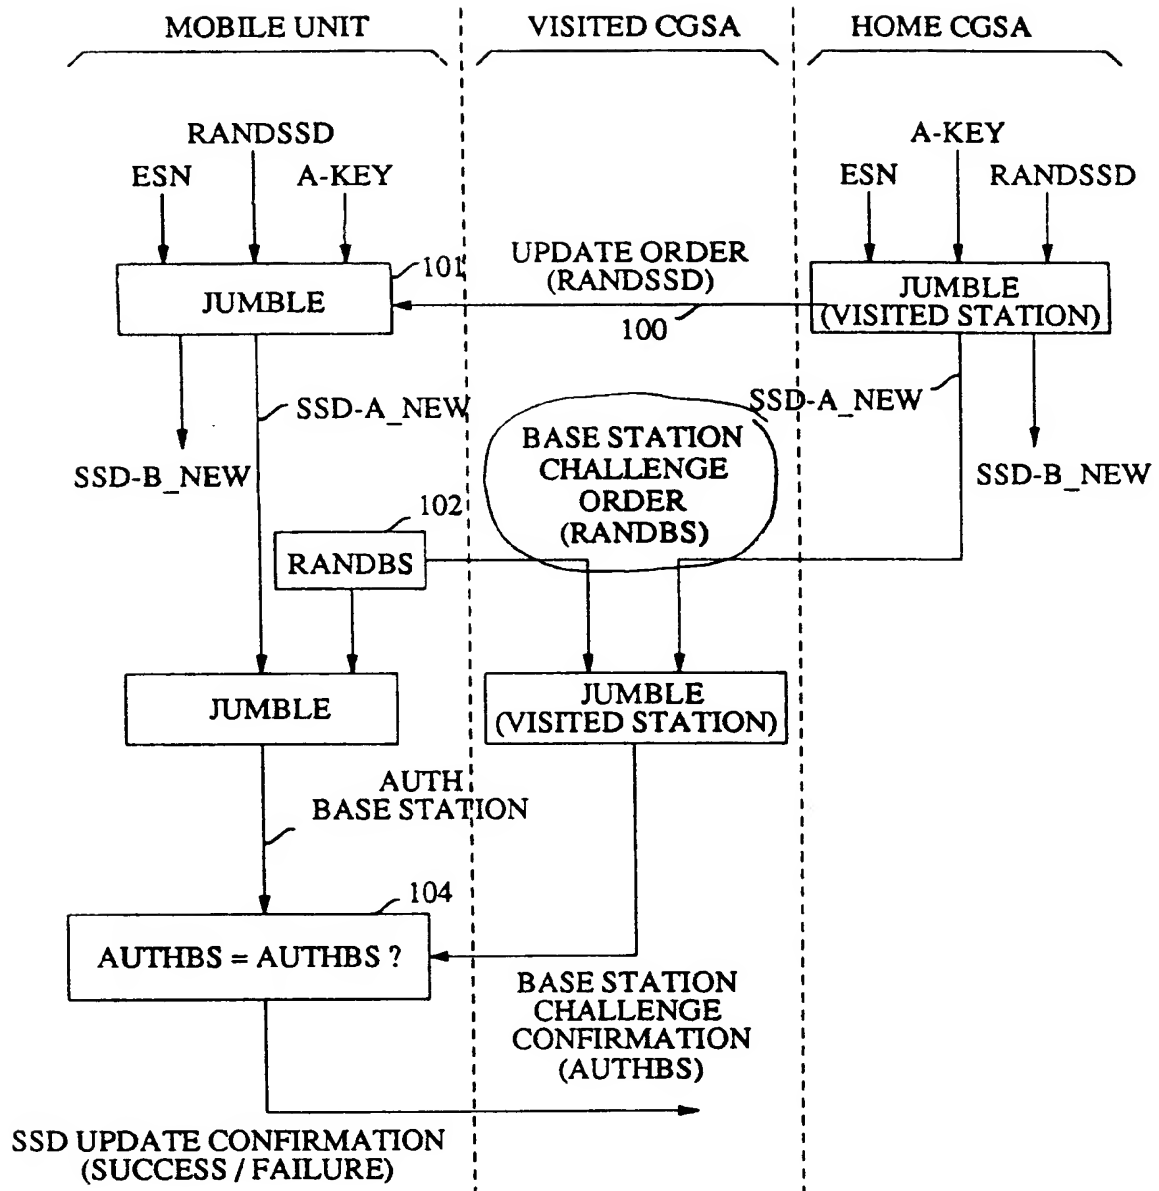 MOBILE UNIT
VISITED CGSA
HOME CGSA
RANDSSD
ESN
A-KEY
A-KEY
ESN
RANDSSD
101
UPDATE ORDER
(RANDSSD)
100
JUMBLE
JUMBLE
(VISITED STATION)
SSD-A_NEW
SSD-B_NEW
SSD-A_NEW
SSD-B_NEW
BASE STATION
CHALLENGE
ORDER
(RANDBS)
102
RANDBS
JUMBLE
JUMBLE
(VISITED STATION)
AUTH
BASE STATION
104
AUTHBS = AUTHBS ?
BASE STATION
CHALLENGE
CONFIRMATION
(AUTHBS)
SSD UPDATE CONFIRMATION
(SUCCESS / FAILURE)